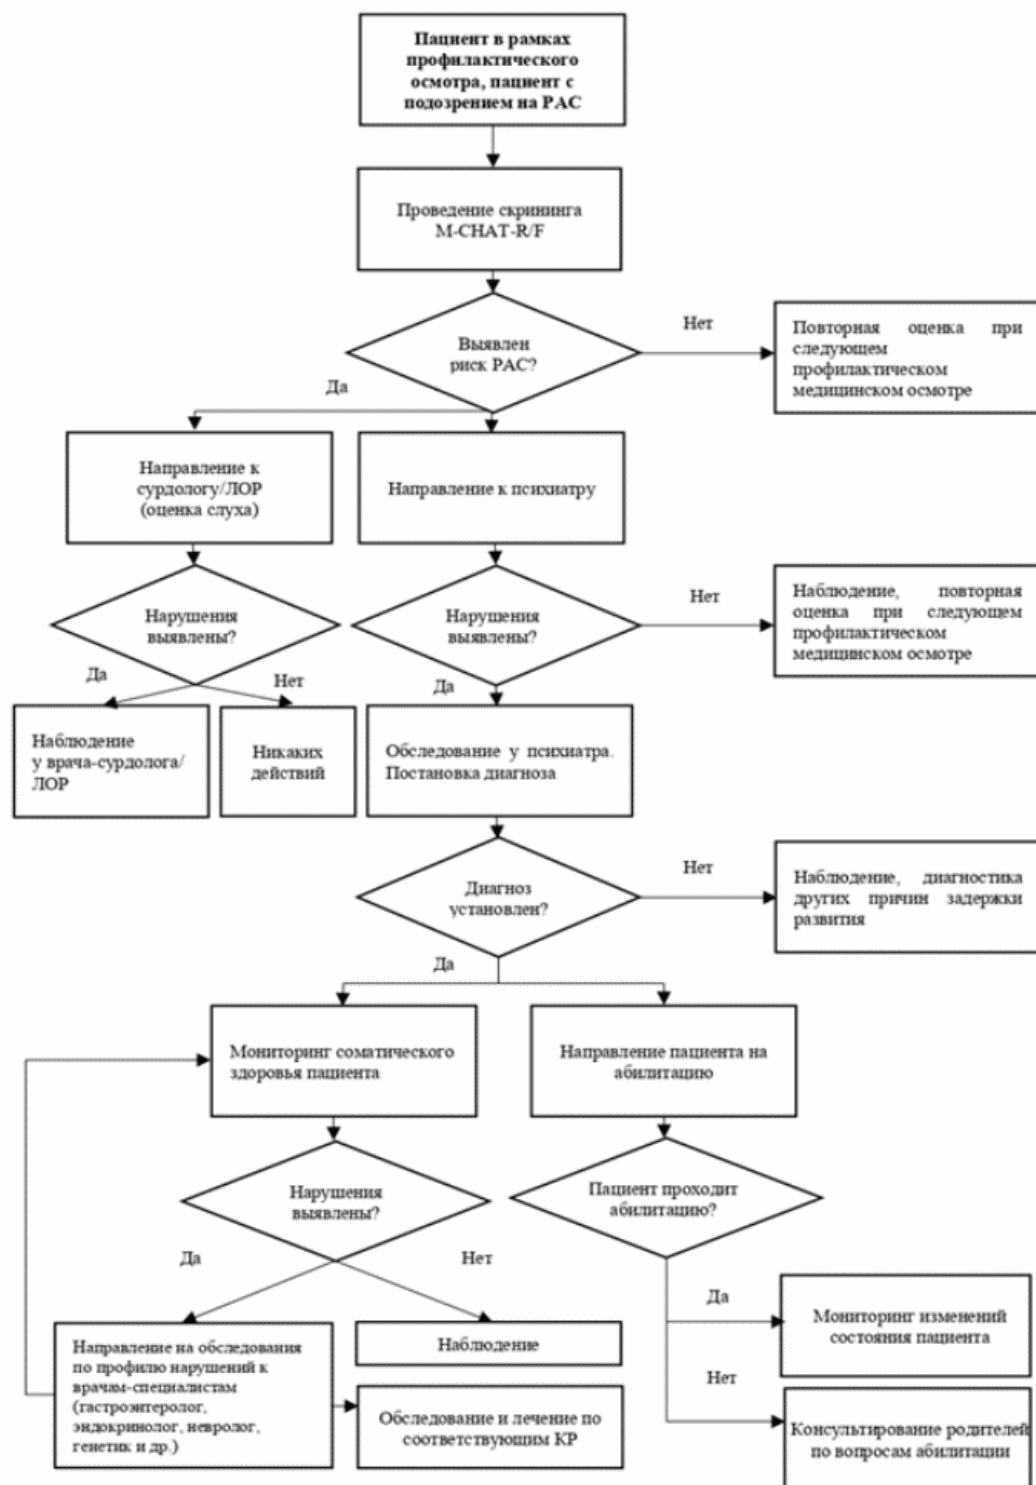 Пациент в рамках
профилактического
осмотра, пациент с
подозрением на РАС
Проведение скрининга
M-CHAT-R/F
Выявлен
риск РАС?
Нет
Повторная оценка при
следующем
профилактическом
медицинском осмотре
Да
Направление к
сурдологу/ЛОР
(оценка слуха)
Направление к психиатру
Нарушения
выявлены?
Нарушения
выявлены?
Нет
Наблюдение, повторная
оценка при следующем
профилактическом
медицинском осмотре
Да
Нет
Да
Наблюдение
у врача-сурдолога/
ЛОР
Никаких
действий
Обследование у психиатра.
Постановка диагноза
Диагноз
установлен?
Нет
Наблюдение, диагностика
других причин задержки
развития
Да
Мониторинг соматического
здоровья пациента
Направление пациента на
абилитацию
Нарушения
выявлены?
Пациент проходит
абилитацию?
Да
Нет
Да
Мониторинг изменений
состояния пациента
Направление на обследования
по профилю нарушений к
врачам-специалистам
(гастроэнтеролог,
эндокринолог, невролог,
генетик и др.)
Наблюдение
Обследование и лечение по
соответствующим КР
Нет
Консультирование родителей
по вопросам абилитации